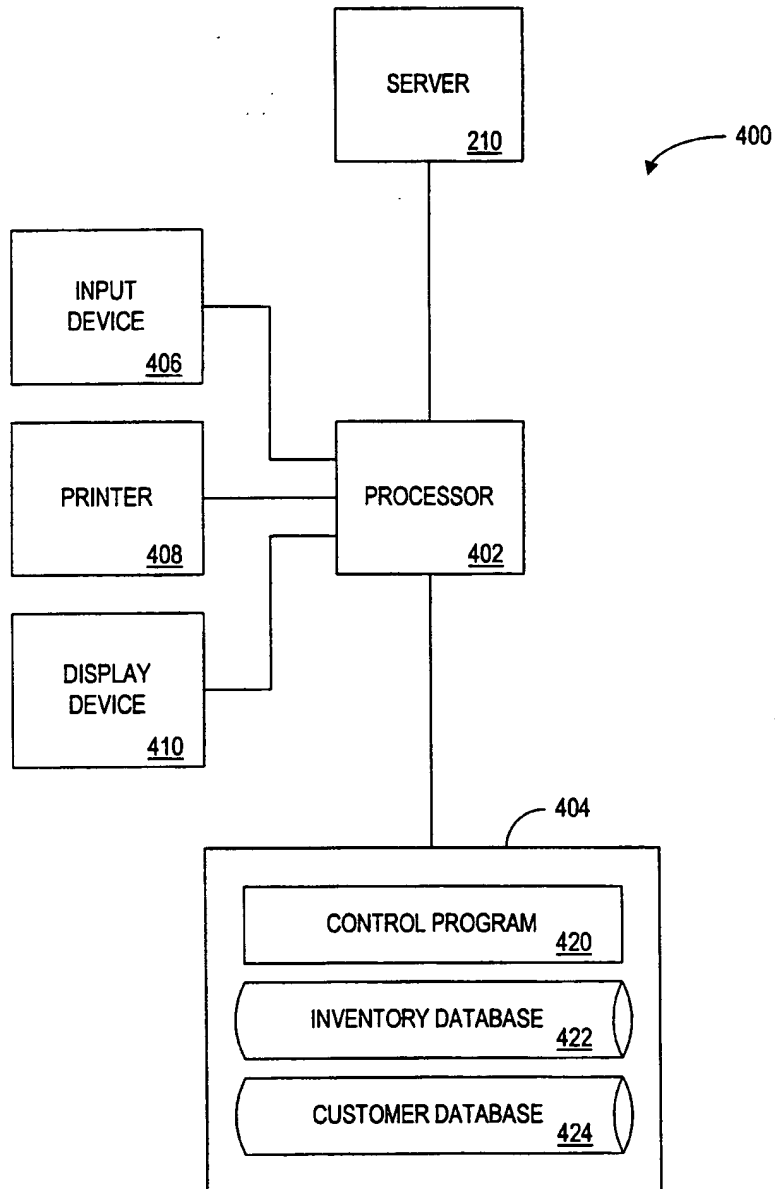 SERVER
210
400
INPUT
DEVICE
406
PRINTER
408
PROCESSOR
402
DISPLAY
DEVICE
410
404
CONTROL PROGRAM
420
INVENTORY DATABASE
422
CUSTOMER DATABASE
424